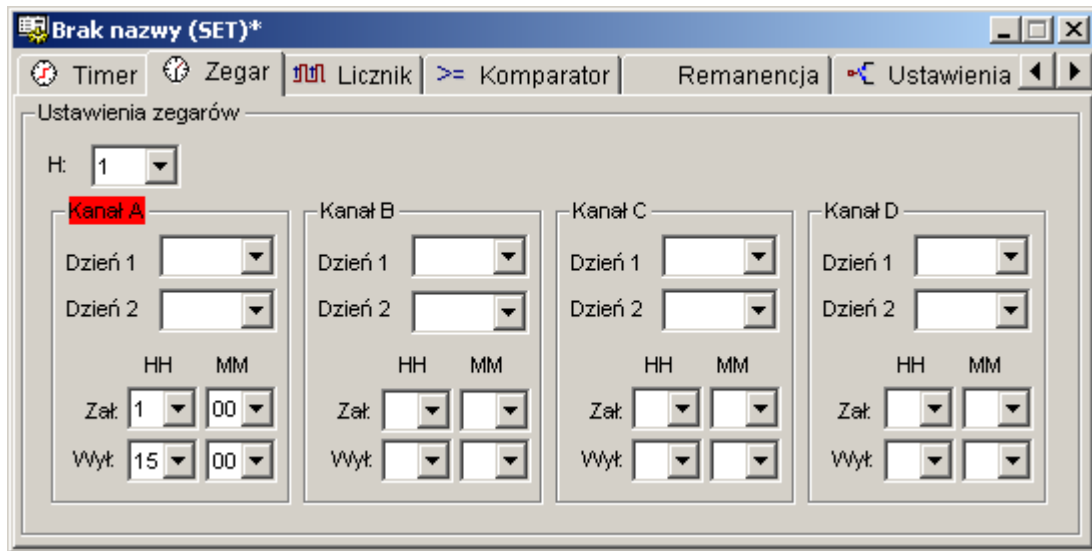 Brak nazwy (SET)*
Timer Zegar Licznik >= Komparator Remanencja Ustawienia
Ustawienia zegarów
H: 1
Kanał A Kanał B Kanał C Kanał D
Dzień 1 Dzień 1 Dzień 1 Dzień 1
Dzień 2 Dzień 2 Dzień 2 Dzień 2
HH MM HH MM HH MM HH MM
Zał: 1 00 Zał: Zał: Zał:
Wył: 15 00 Wył: Wył: Wył: